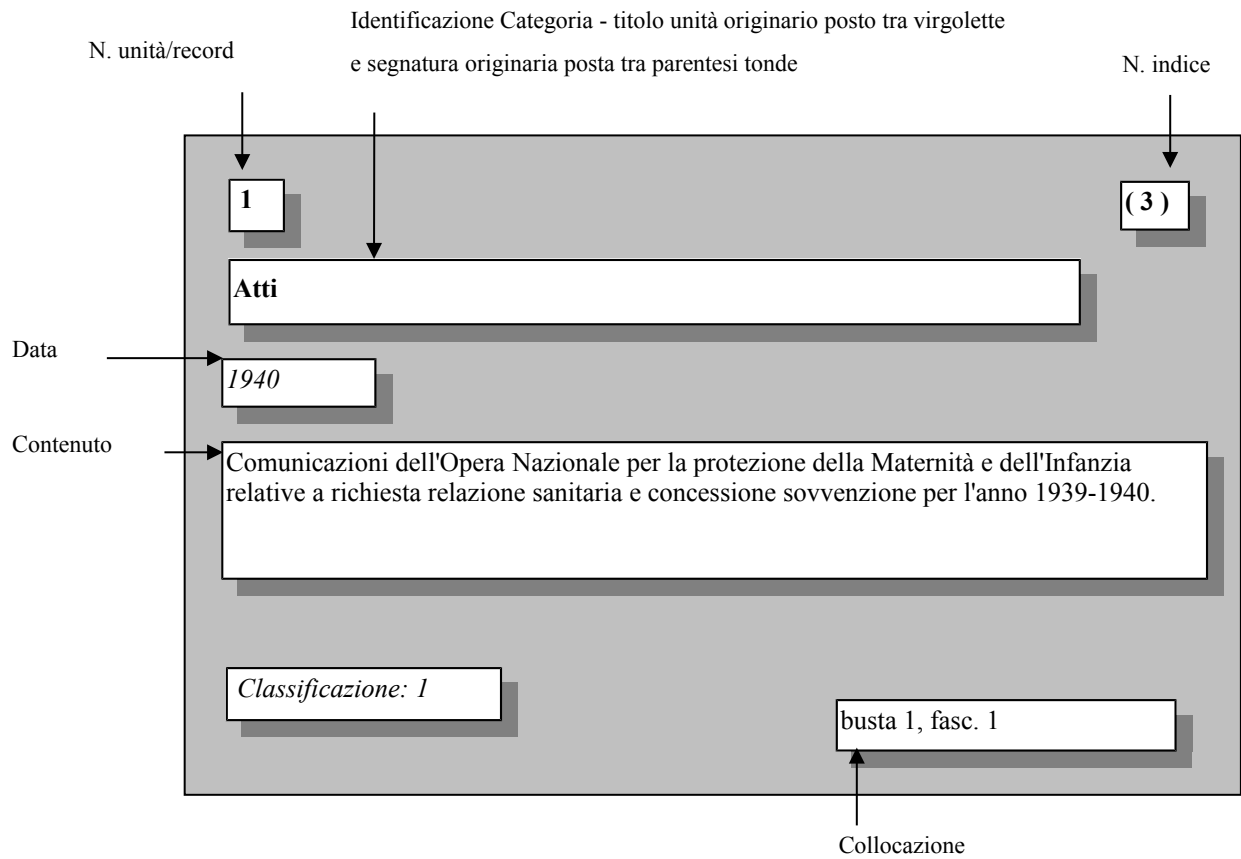 Identificazione Categoria - titolo unità originario posto tra virgolette
e segnatura originaria posta tra parentesi tonde
N. unità/record
N. indice
1
( 3 )
Atti
Data
1940
Contenuto
Comunicazioni dell'Opera Nazionale per la protezione della Maternità e dell'Infanzia
relative a richiesta relazione sanitaria e concessione sovvenzione per l'anno 1939-1940.
Classificazione: 1
busta 1, fasc. 1
Collocazione